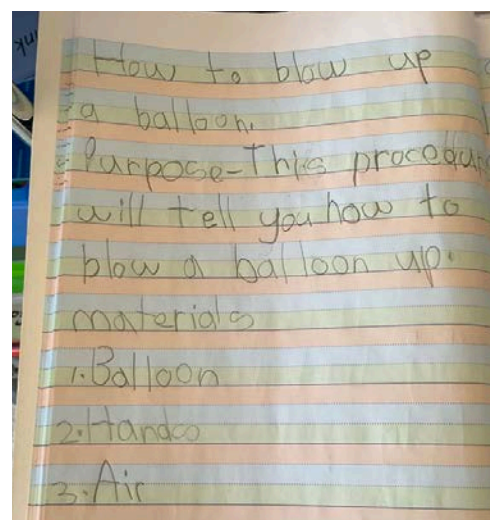 How to blow up
a balloon.
Purpose-This procedure
will tell you how to
blow a balloon up.
materials
1. Balloon
2. Hands
3. Air